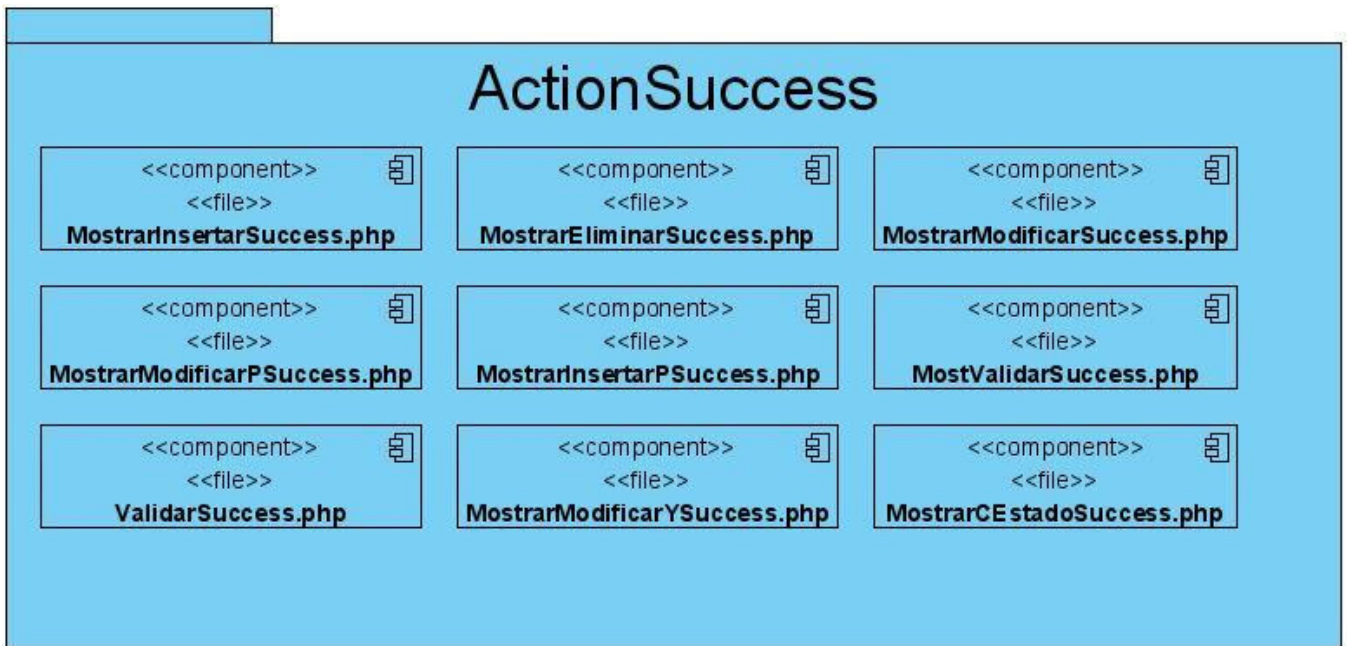 ActionSuccess
<<component>>
<<file>>
MostrarInsertarSuccess.php
<<component>>
<<file>>
MostrarEliminarSuccess.php
<<component>>
<<file>>
MostrarModificarSuccess.php
<<component>>
<<file>>
MostrarModificarPSuccess.php
<<component>>
<<file>>
MostrarInsertarPSuccess.php
<<component>>
<<file>>
MostValidarSuccess.php
<<component>>
<<file>>
ValidarSuccess.php
<<component>>
<<file>>
MostrarModificarYSuccess.php
<<component>>
<<file>>
MostrarCEstadoSuccess.php